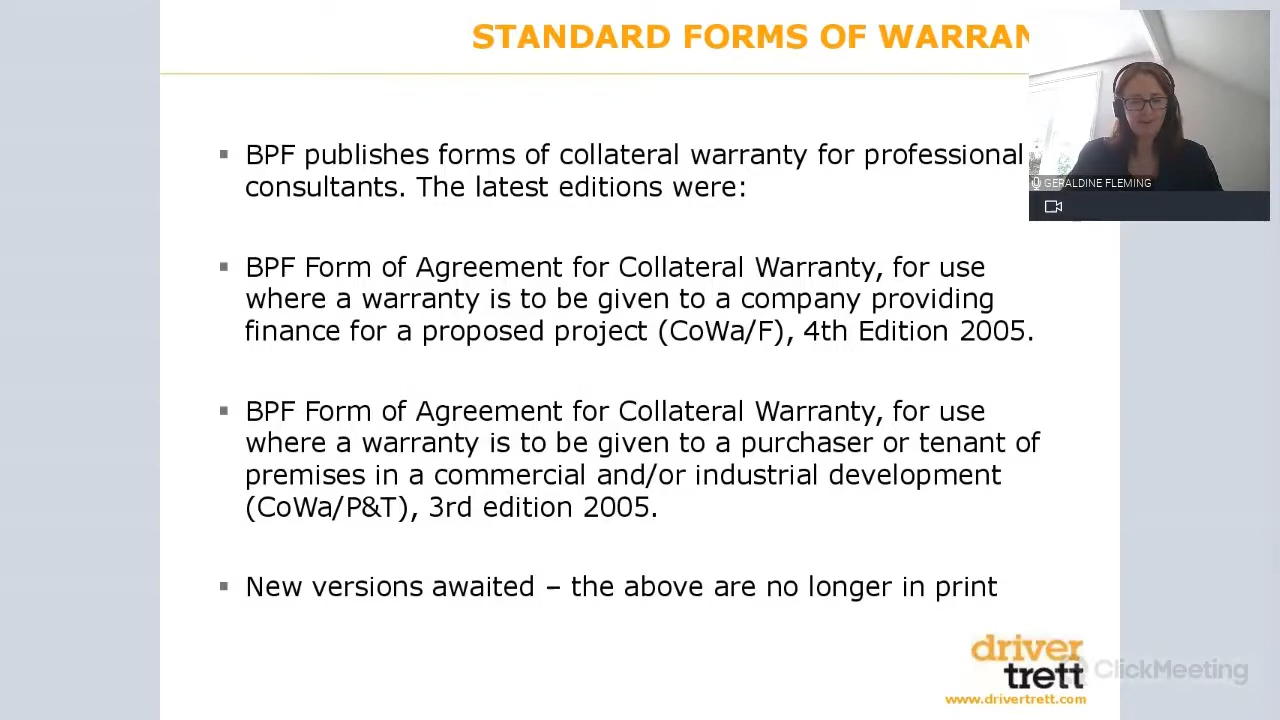 STANDARD FORMS OF WARRAN
BPF publishes forms of collateral warranty for professional
consultants. The latest editions were:
GERALDINE FLEMING
BPF Form of Agreement for Collateral Warranty, for use
where a warranty is to be given to a company providing
finance for a proposed project (CoWa/F), 4th Edition 2005.
BPF Form of Agreement for Collateral Warranty, for use
where a warranty is to be given to a purchaser or tenant of
premises in a commercial and/or industrial development
(CoWa/P&T), 3rd edition 2005.
New versions awaited – the above are no longer in print
driver
trett
ClickMeeting
www.drivertrett.com